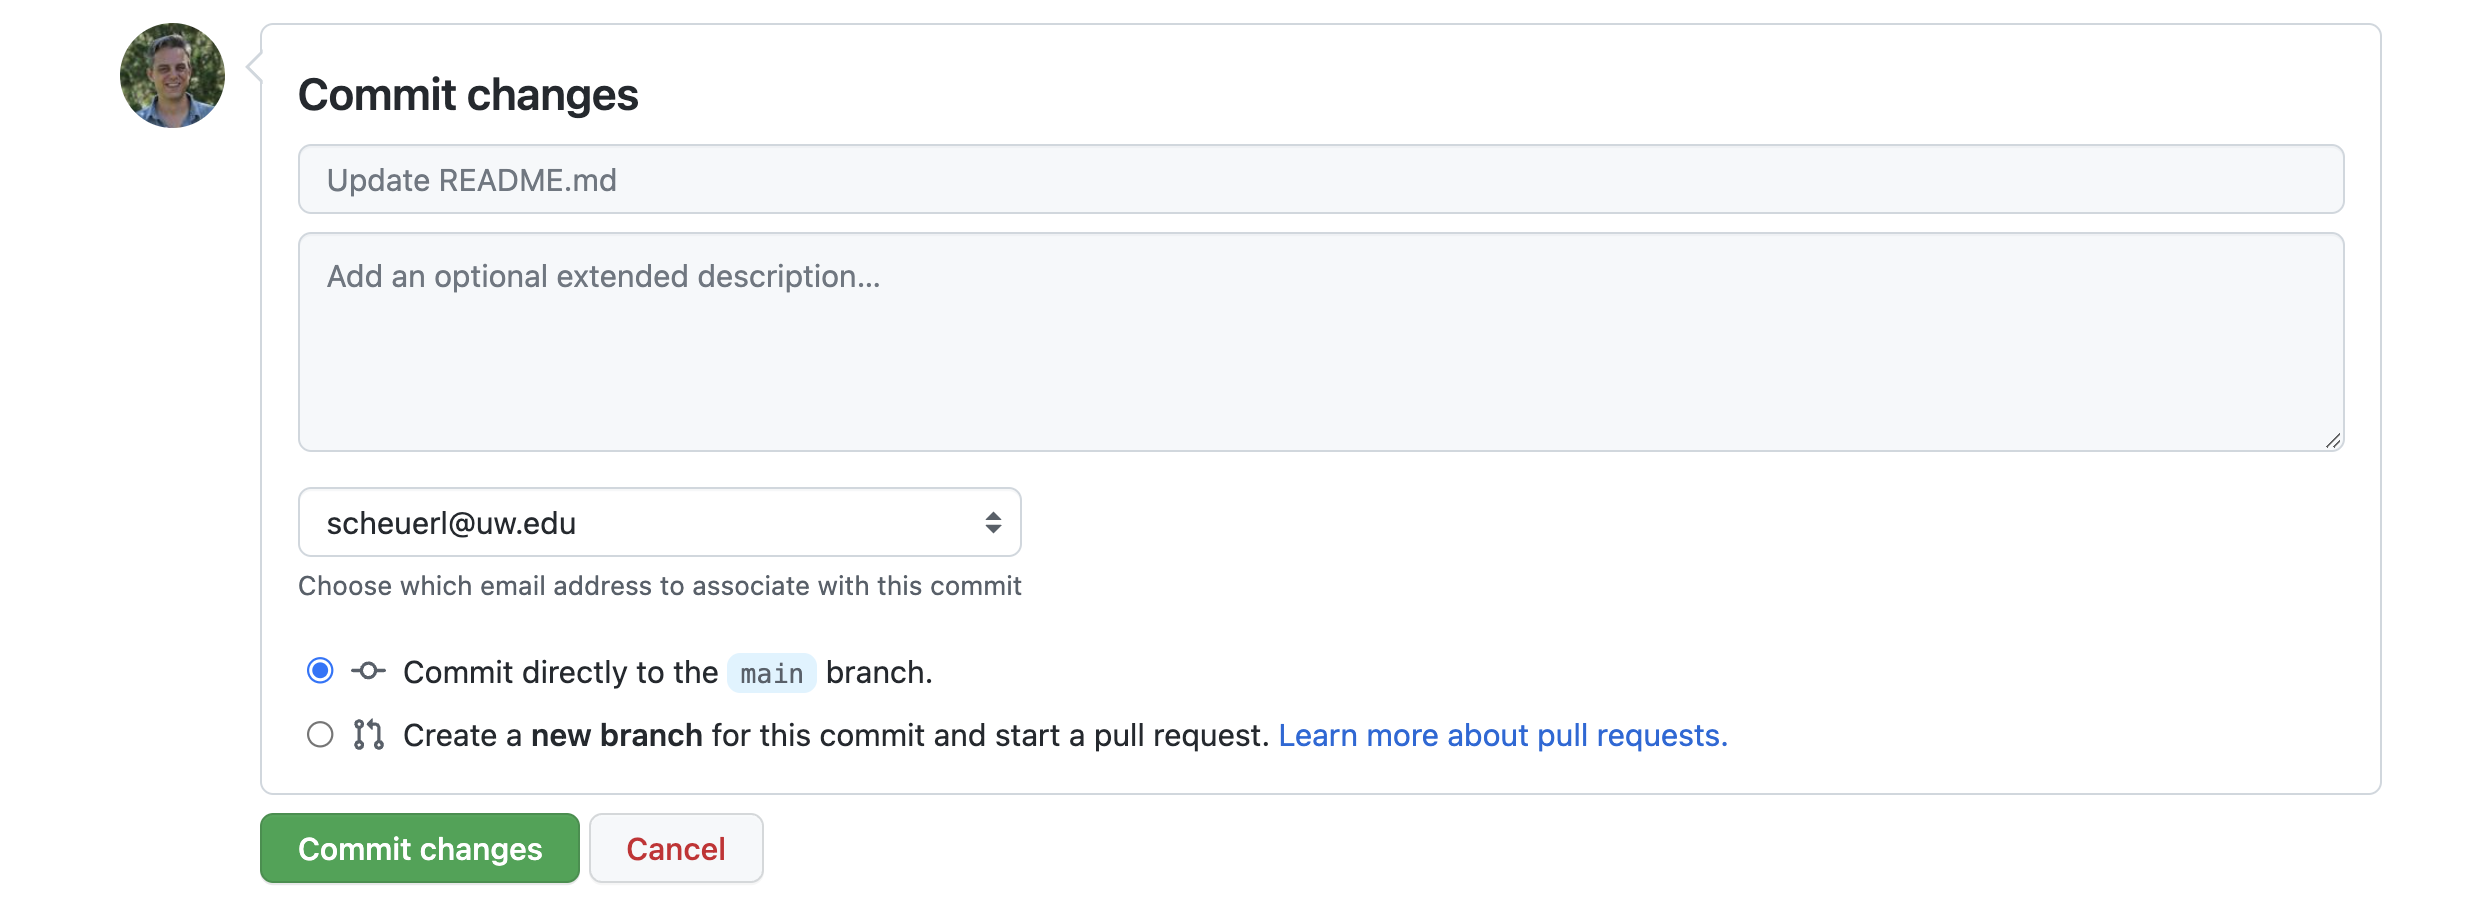 Commit changes
Update README.md
Add an optional extended description...
scheuerl@uw.edu
Choose which email address to associate with this commit
Commit directly to the main branch.
Create a new branch for this commit and start a pull request. Learn more about pull requests.
Commit changes
Cancel